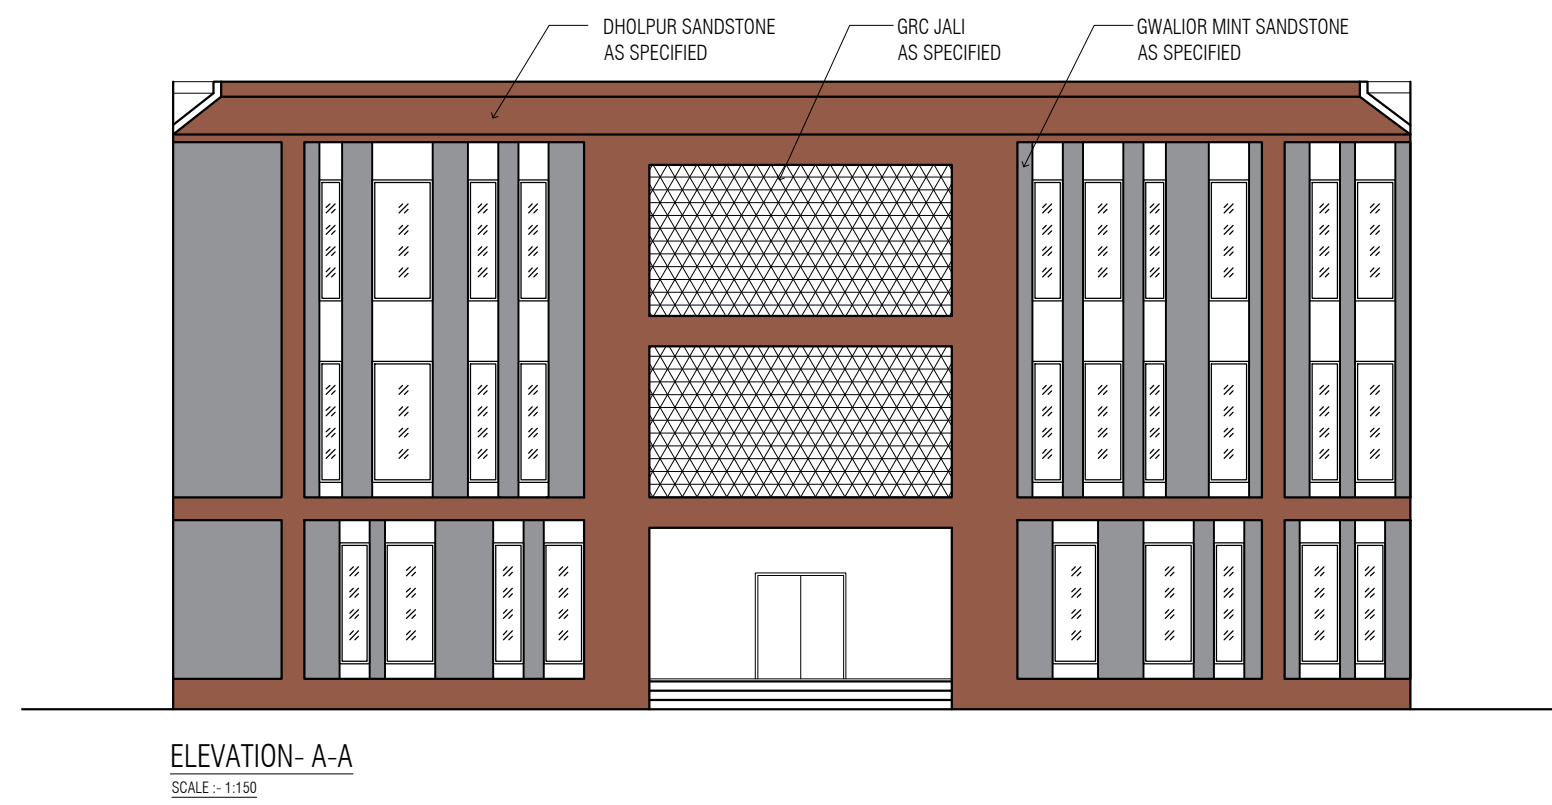 DHOLPUR SANDSTONE
AS SPECIFIED
GRC JALI
AS SPECIFIED
GWALIOR MINT SANDSTONE
AS SPECIFIED
ELEVATION- A-A
SCALE :- 1:150